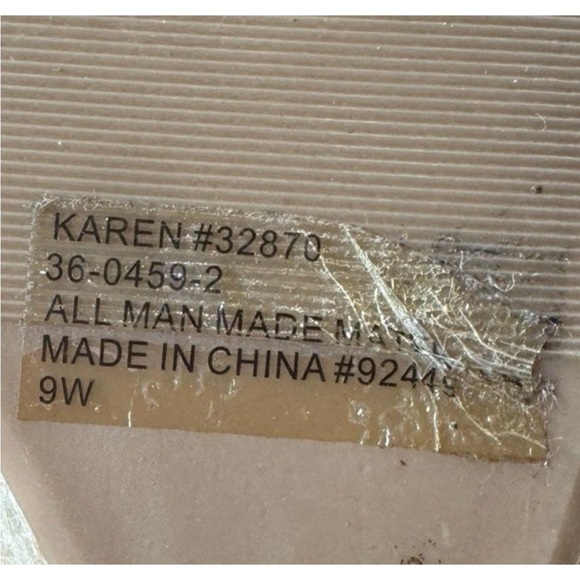 KAREN #32870
36-0459-2
ALL MAN MADE
MADE IN CHINA
9W